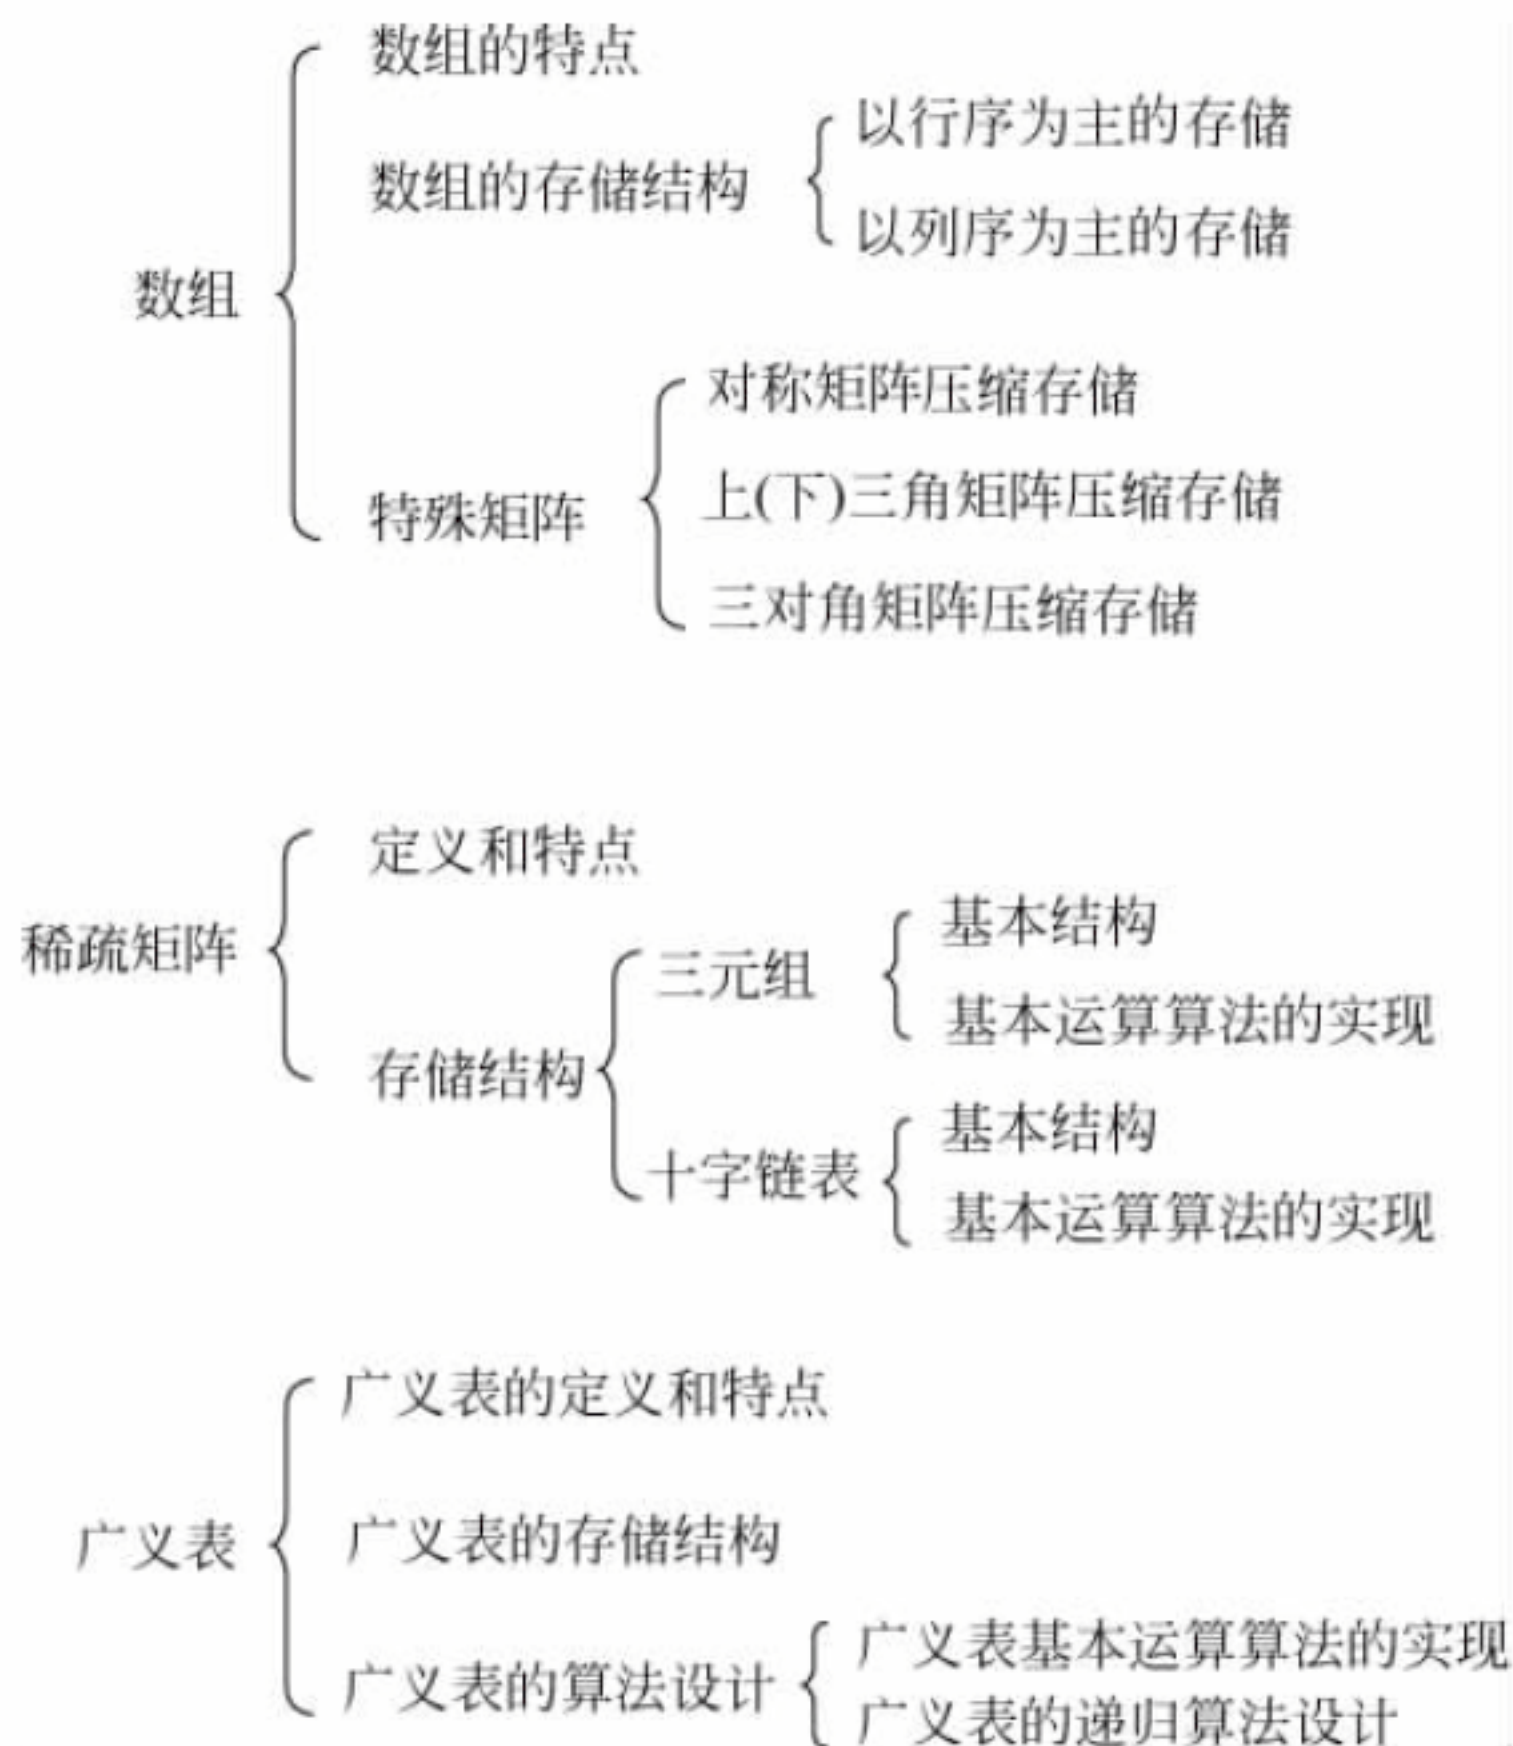 数组
数组的特点
数组的存储结构
以行序为主的存储
以列序为主的存储
特殊矩阵
对称矩阵压缩存储
上(下)三角矩阵压缩存储
三对角矩阵压缩存储
稀疏矩阵
定义和特点
存储结构
三元组
基本结构
基本运算算法的实现
十字链表
基本结构
基本运算算法的实现
广义表
广义表的定义和特点
广义表的存储结构
广义表的算法设计
广义表基本运算算法的实现
广义表的递归算法设计